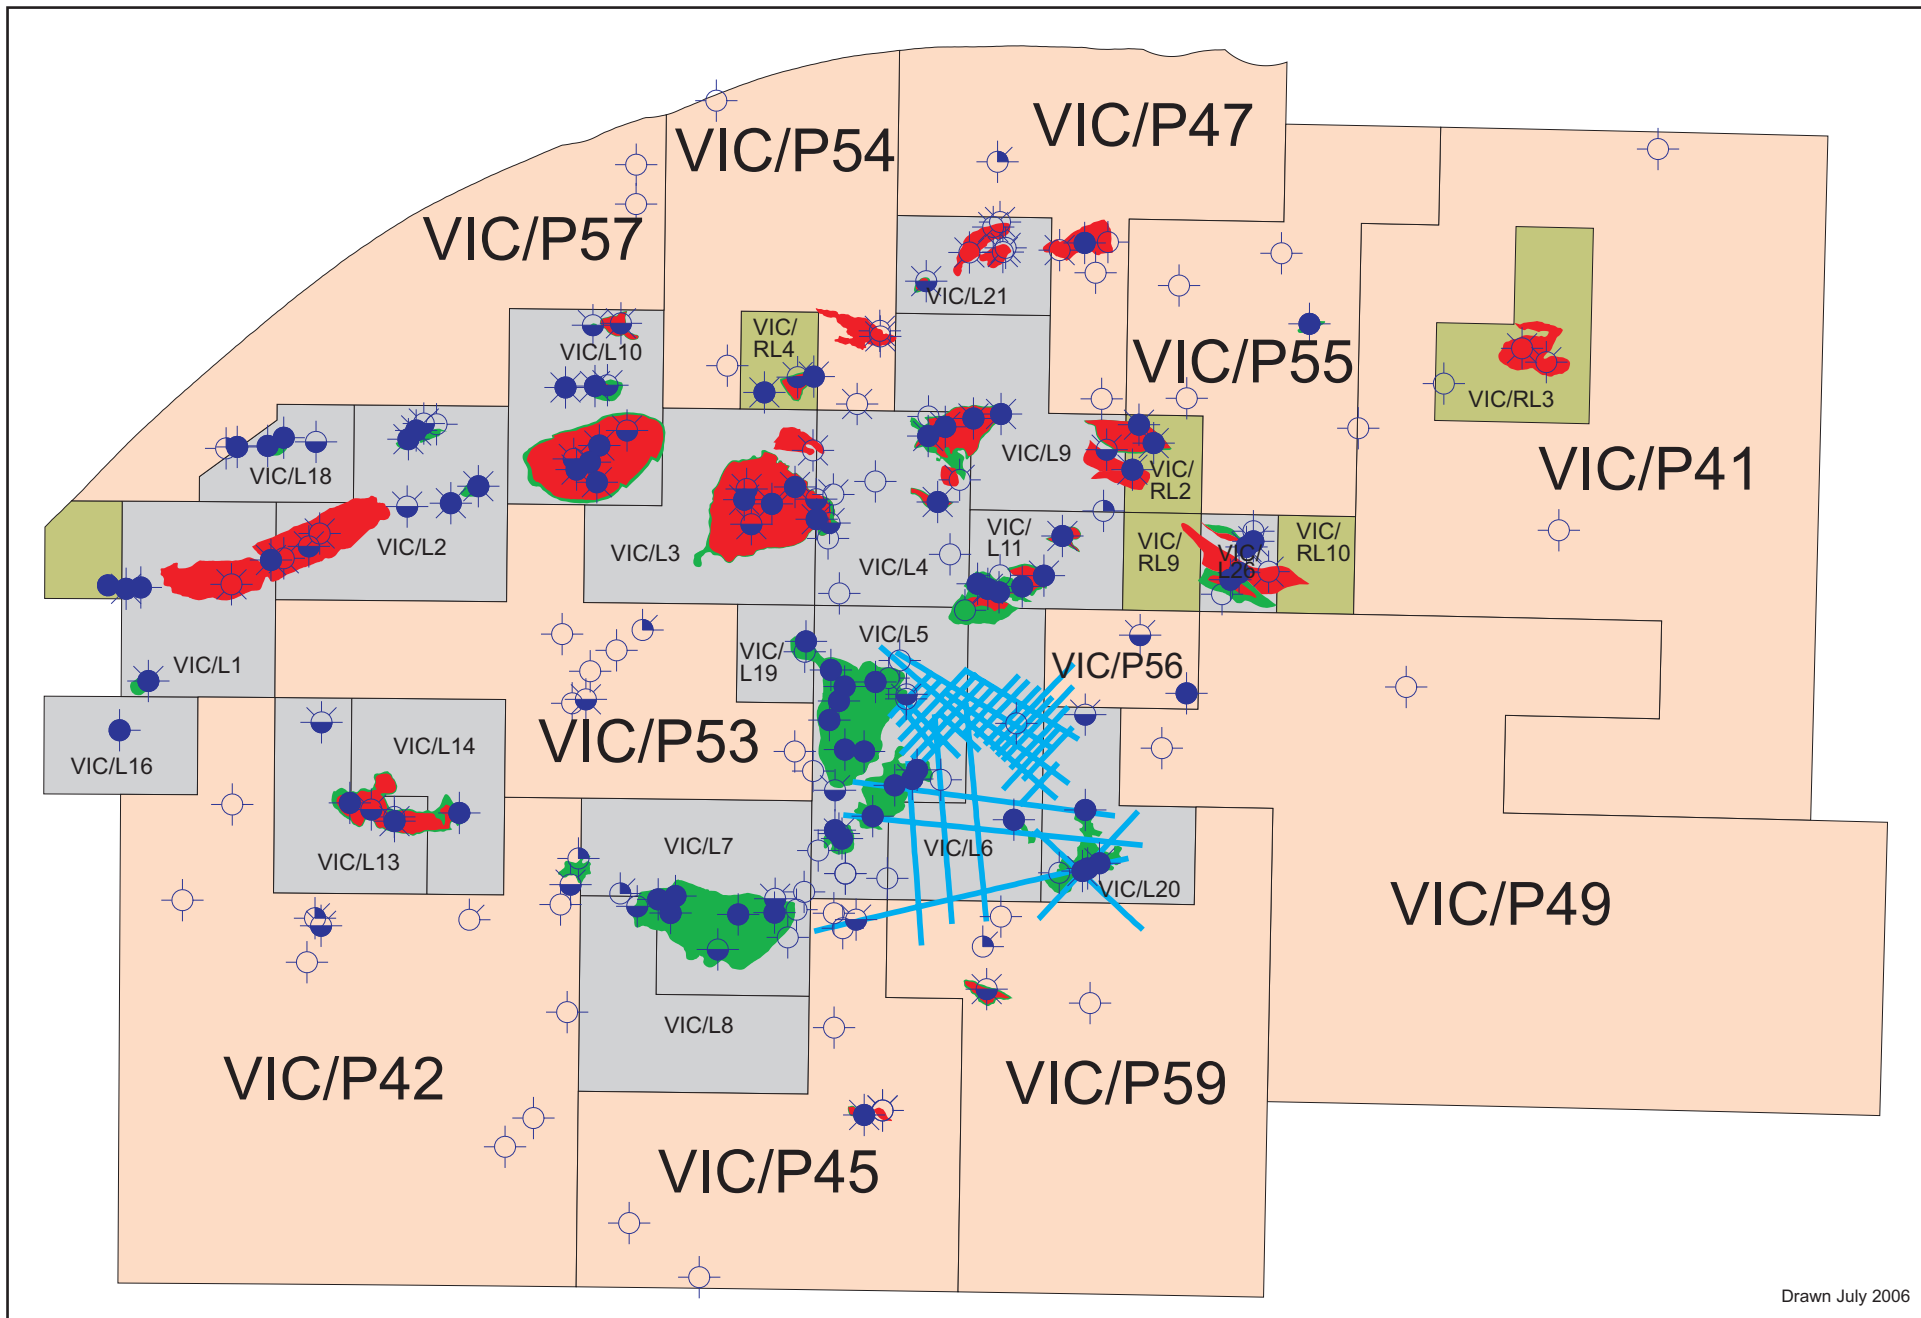 VIC/P47
VIC/P54
VIC/P57
VIC/L21
VIC/
RL4
VIC/L10
VIC/P55
VIC/RL3
VIC/L18
VIC/L9
VIC/
RL2
VIC/P41
VIC/L2
VIC/L3
VIC/L4
VIC/
L11
VIC/
RL9
VIC/
L26
VIC/
RL10
VIC/L1
VIC/
L19
VIC/L5
VIC/P56
VIC/L16
VIC/L14
VIC/P53
VIC/L13
VIC/L7
VIC/L6
VIC/L20
VIC/P49
VIC/L8
VIC/P42
VIC/P59
VIC/P45
Drawn July 2006